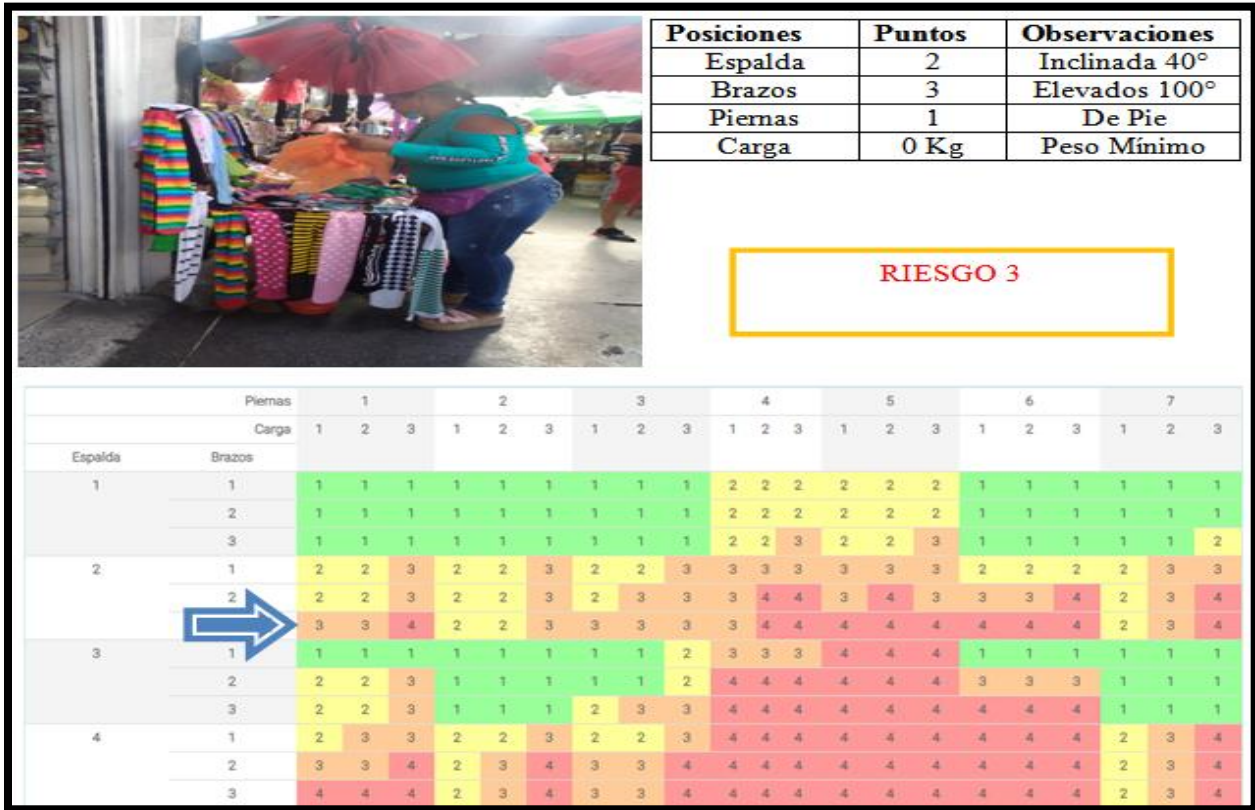 Posiciones Puntos Observaciones
Espalda 2 Inclinada 40°
Brazos 3 Elevados 100°
Piernas 1 De Pie
Carga 0 Kg Peso Mínimo
RIESGO 3
Piernas 1 2 3 4 5 6 7
Carga 1 2 3 1 2 3 1 2 3 1 2 3 1 2 3 1 2 3 1 2 3
Espalda Brazos
1 1 1 1 1 1 1 1 1 1 1 2 2 2 2 2 2 1 1 1 1 1 1
2 1 1 1 1 1 1 1 1 1 2 2 2 2 2 2 1 1 1 1 1 1
3 1 1 1 1 1 1 1 1 1 2 2 3 2 2 3 1 1 1 1 1 2
2 1 2 2 3 2 2 3 2 2 3 3 3 3 3 3 3 2 2 2 2 3 3
2 2 2 3 2 2 3 2 3 3 3 4 4 3 4 3 3 3 4 2 3 4
3 3 4 2 2 3 3 3 3 3 4 4 4 4 4 4 4 4 2 3 4
3 1 1 1 1 1 1 1 1 1 2 3 3 3 4 4 4 1 1 1 1 1 1
2 2 2 3 1 1 1 1 1 2 4 4 4 4 4 4 3 3 3 1 1 1
3 2 2 3 1 1 1 2 3 3 4 4 4 4 4 4 4 4 4 1 1 1
4 1 2 3 3 2 2 3 2 2 3 4 4 4 4 4 4 4 4 4 2 3 4
2 3 3 4 2 3 4 3 3 4 4 4 4 4 4 4 4 4 4 2 3 4
3 4 4 4 2 3 4 3 3 4 4 4 4 4 4 4 4 4 4 2 3 4